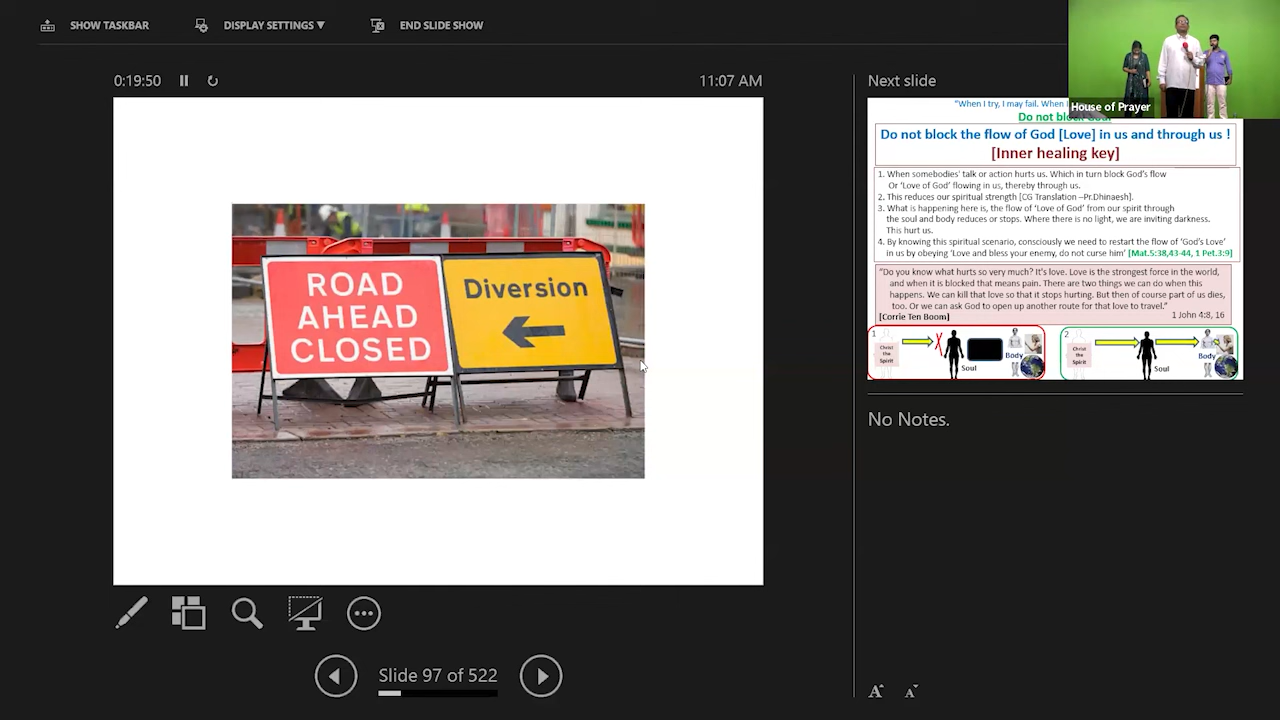 SHOW TASKBAR
DISPLAY SETTINGS ▼
END SLIDE SHOW
0:19:50
11:07 AM
Next slide
House of Prayer
ROAD
AHEAD
CLOSED
Diversion
"When I try, I may fail. When I
Do not block God!
Do not block the flow of God [Love] in us and through us !
[Inner healing key]
1. When somebodies' talk or action hurts us. Which in turn block God's flow
Or 'Love of God' flowing in us, thereby through us.
2. This reduces our spiritual strength [CG Translation –Pr.Dhinaesh].
3. What is happening here is, the flow of 'Love of God' from our spirit through
the soul and body reduces or stops. Where there is no light, we are inviting darkness.
This hurt us.
4. By knowing this spiritual scenario, consciously we need to restart the flow of 'God's Love'
in us by obeying 'Love and bless your enemy, do not curse him' [Mat.5:38,43-44, 1 Pet.3:9]
"Do you know what hurts so very much? It's love. Love is the strongest force in the world,
and when it is blocked that means pain. There are two things we can do when this
happens. We can kill that love so that it stops hurting. But then of course part of us dies,
too. Or we can ask God to open up another route for that love to travel."
[Corrie Ten Boom]
1 John 4:8, 16
1
Christ
the
Spirit
Soul
Body
2
Christ
the
Spirit
Soul
Body
No Notes.
Slide 97 of 522
A
A